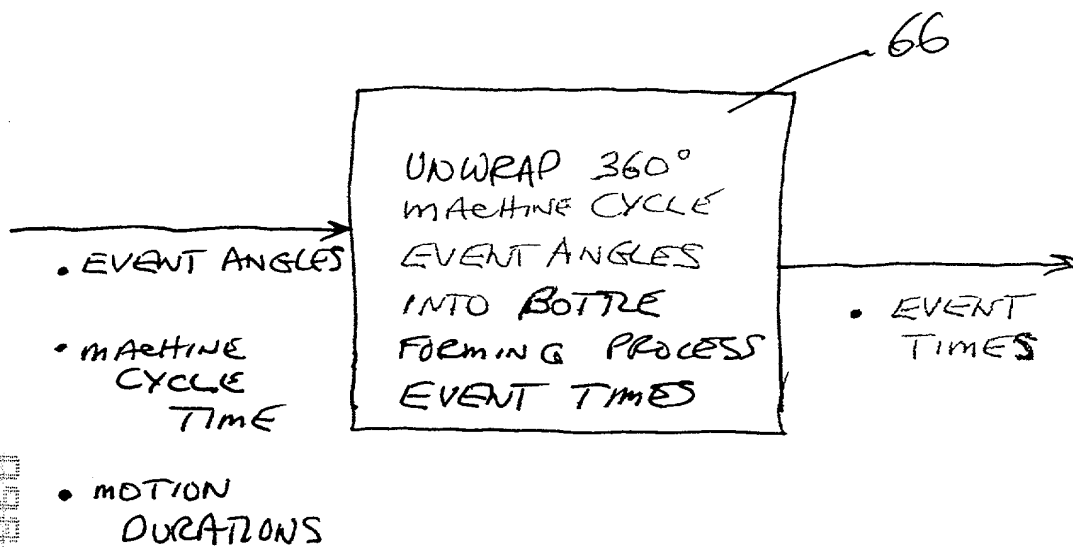 66
UNWRAP 360°
MACHINE CYCLE
EVENT ANGLES
INTO BOTTLE
FORMING PROCESS
EVENT TIMES
• EVENT ANGLES
• MACHINE
CYCLE
TIME
• MOTION
DURATIONS
• EVENT
TIMES